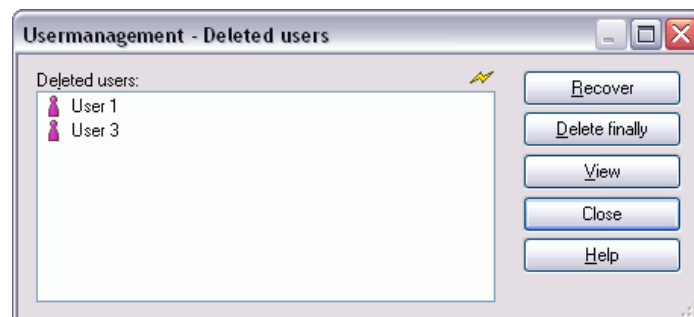 Usermanagement - Deleted users
Deleted users:
User 1
User 3
Recover
Delete finally
View
Close
Help